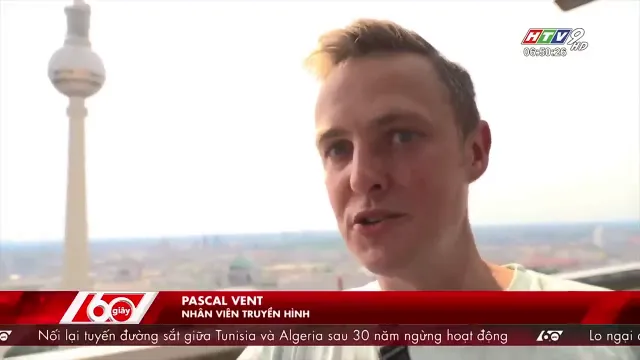 HTV9 HD
06:50:26
60 giây
PASCAL VENT
NHÂN VIÊN TRUYỀN HÌNH
Nối lại tuyến đường sắt giữa Tunisia và Algeria sau 30 năm ngừng hoạt động 60 Lo ngại